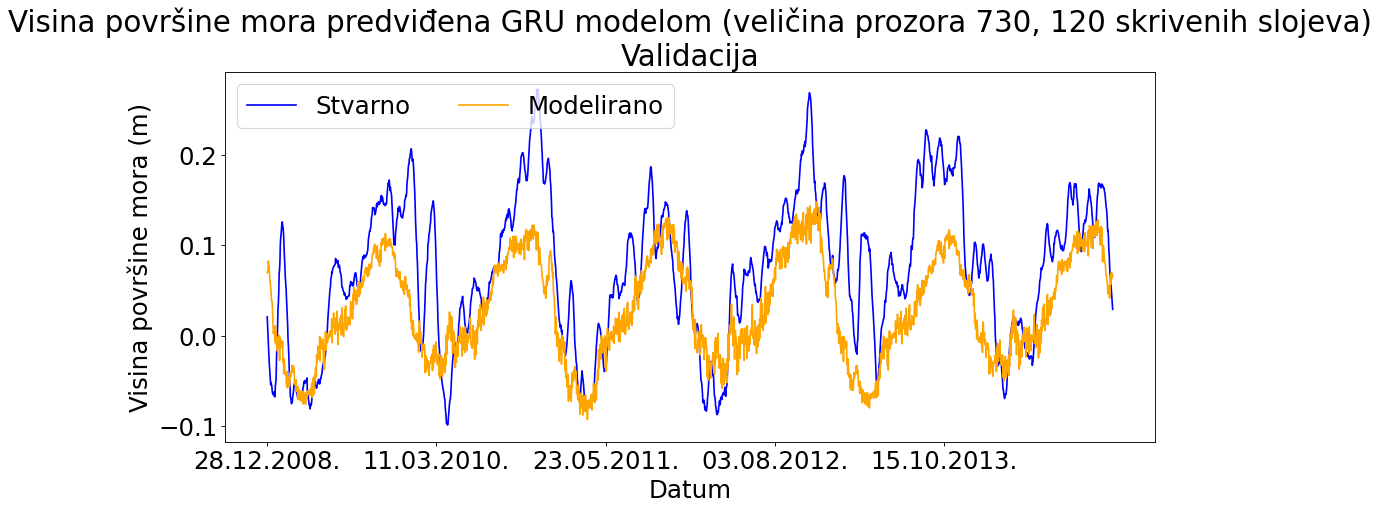 Visina površine mora predviđena GRU modelom (veličina prozora 730, 120 skrivenih slojeva)
Validacija
Stvarno
Modelirano
Visina površine mora (m)
0.2
0.1
0.0
−0.1
28.12.2008.
11.03.2010.
23.05.2011.
03.08.2012.
15.10.2013.
Datum